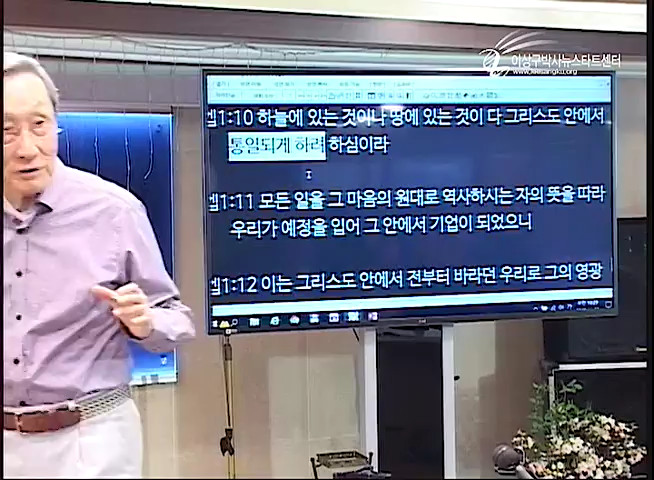 이상구박사뉴스타트센터
www.leesangku.org
엡1:10 하늘에 있는 것이나 땅에 있는 것이 다 그리스도 안에서
통일되게 하려 하심이라
엡1:11 모든 일을 그 마음의 원대로 역사하시는 자의 뜻을 따라
우리가 예정을 입어 그 안에서 기업이 되었으니
엡1:12 이는 그리스도 안에서 전부터 바라던 우리로 그의 영광